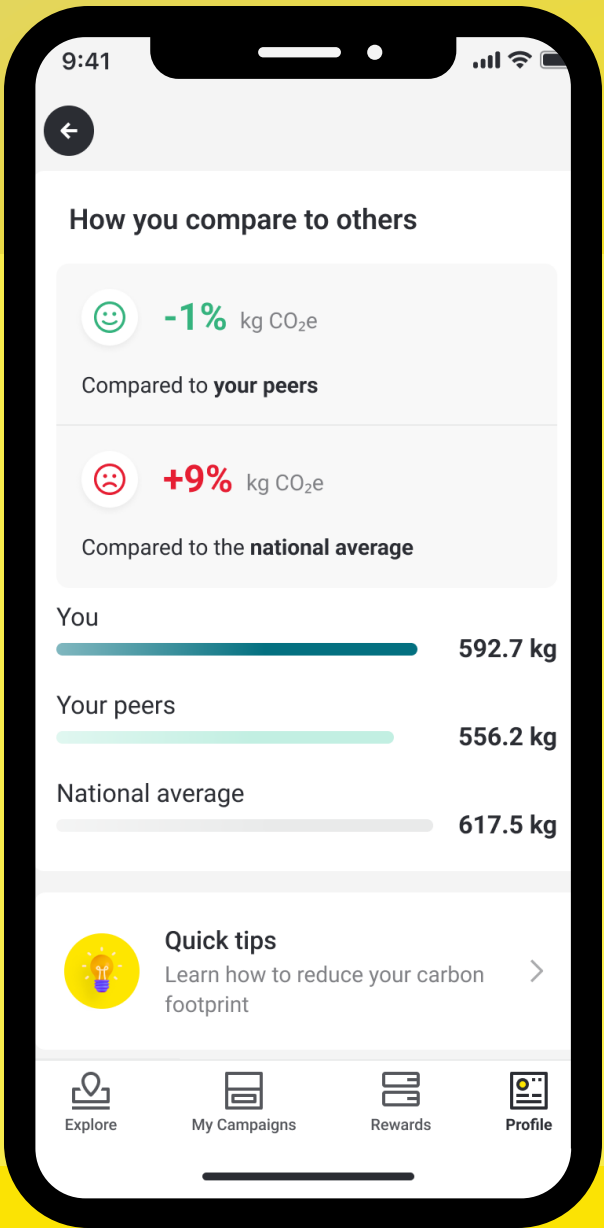 9:41
How you compare to others
-1% kg CO₂e
Compared to your peers
+9% kg CO₂e
Compared to the national average
You
592.7 kg
Your peers
556.2 kg
National average
617.5 kg
Quick tips
Learn how to reduce your carbon
footprint
Explore
My Campaigns
Rewards
Profile